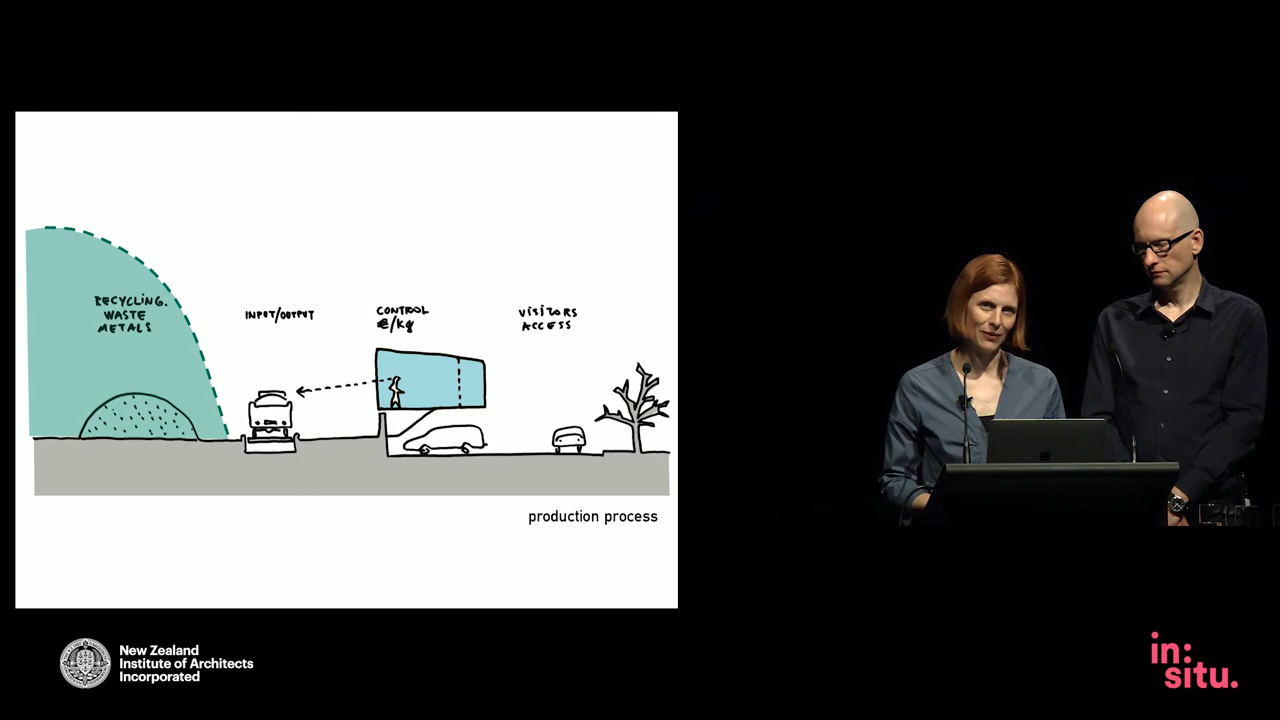 RECYCLING.
WASTE
METALS
INPUT/OUTPUT
CONTROL
€/kg
VISITORS
ACCESS
production process
New Zealand
Institute of Architects
Incorporated
in:
situ.